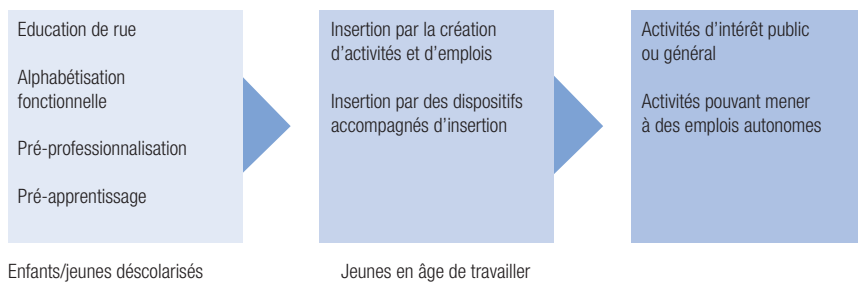 Education de rue
Alphabétisation
fonctionnelle
Pré-professionnalisation
Pré-apprentissage
Insertion par la création
d’activités et d’emplois
Insertion par des dispositifs
accompagnés d’insertion
Activités d’intérêt public
ou général
Activités pouvant mener
à des emplois autonomes
Enfants/jeunes déscolarisés
Jeunes en âge de travailler